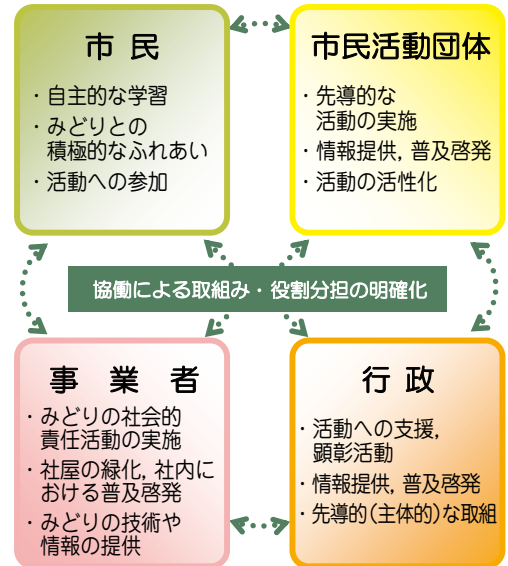 市民
・自主的な学習
・みどりとの
積極的なふれあい
・活動への参加
市民活動団体
・先導的な
活動の実施
・情報提供，普及啓発
・活動の活性化
協働による取組み・役割分担の明確化
事業者
・みどりの社会的
責任活動の実施
・社屋の緑化，社内に
おける普及啓発
・みどりの技術や
情報の提供
行政
・活動への支援，
顕彰活動
・情報提供，普及啓発
・先導的（主体的）な取組